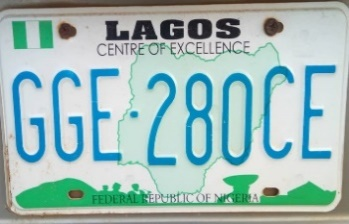 LAGOS
CENTRE OF EXCELLENCE
GGE·280CE
FEDERAL REPUBLIC OF NIGERIA